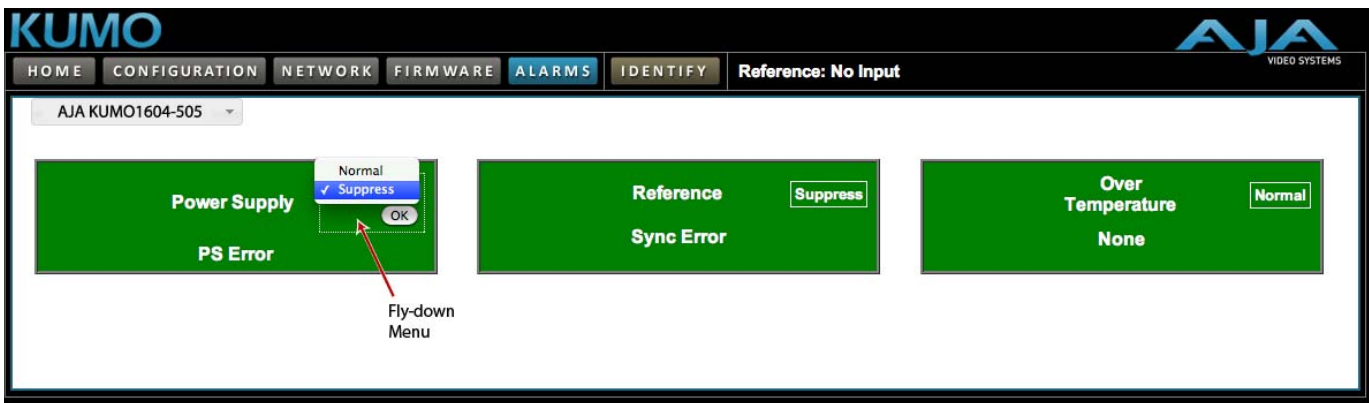 KUMO
AJA
VIDEO SYSTEMS
HOME CONFIGURATION NETWORK FIRMWARE ALARMS IDENTIFY Reference: No Input
AJA KUMO1604-505
Power Supply
Normal
✓ Suppress
OK
PS Error
Reference
Suppress
Sync Error
Over
Temperature
Normal
None
Fly-down
Menu